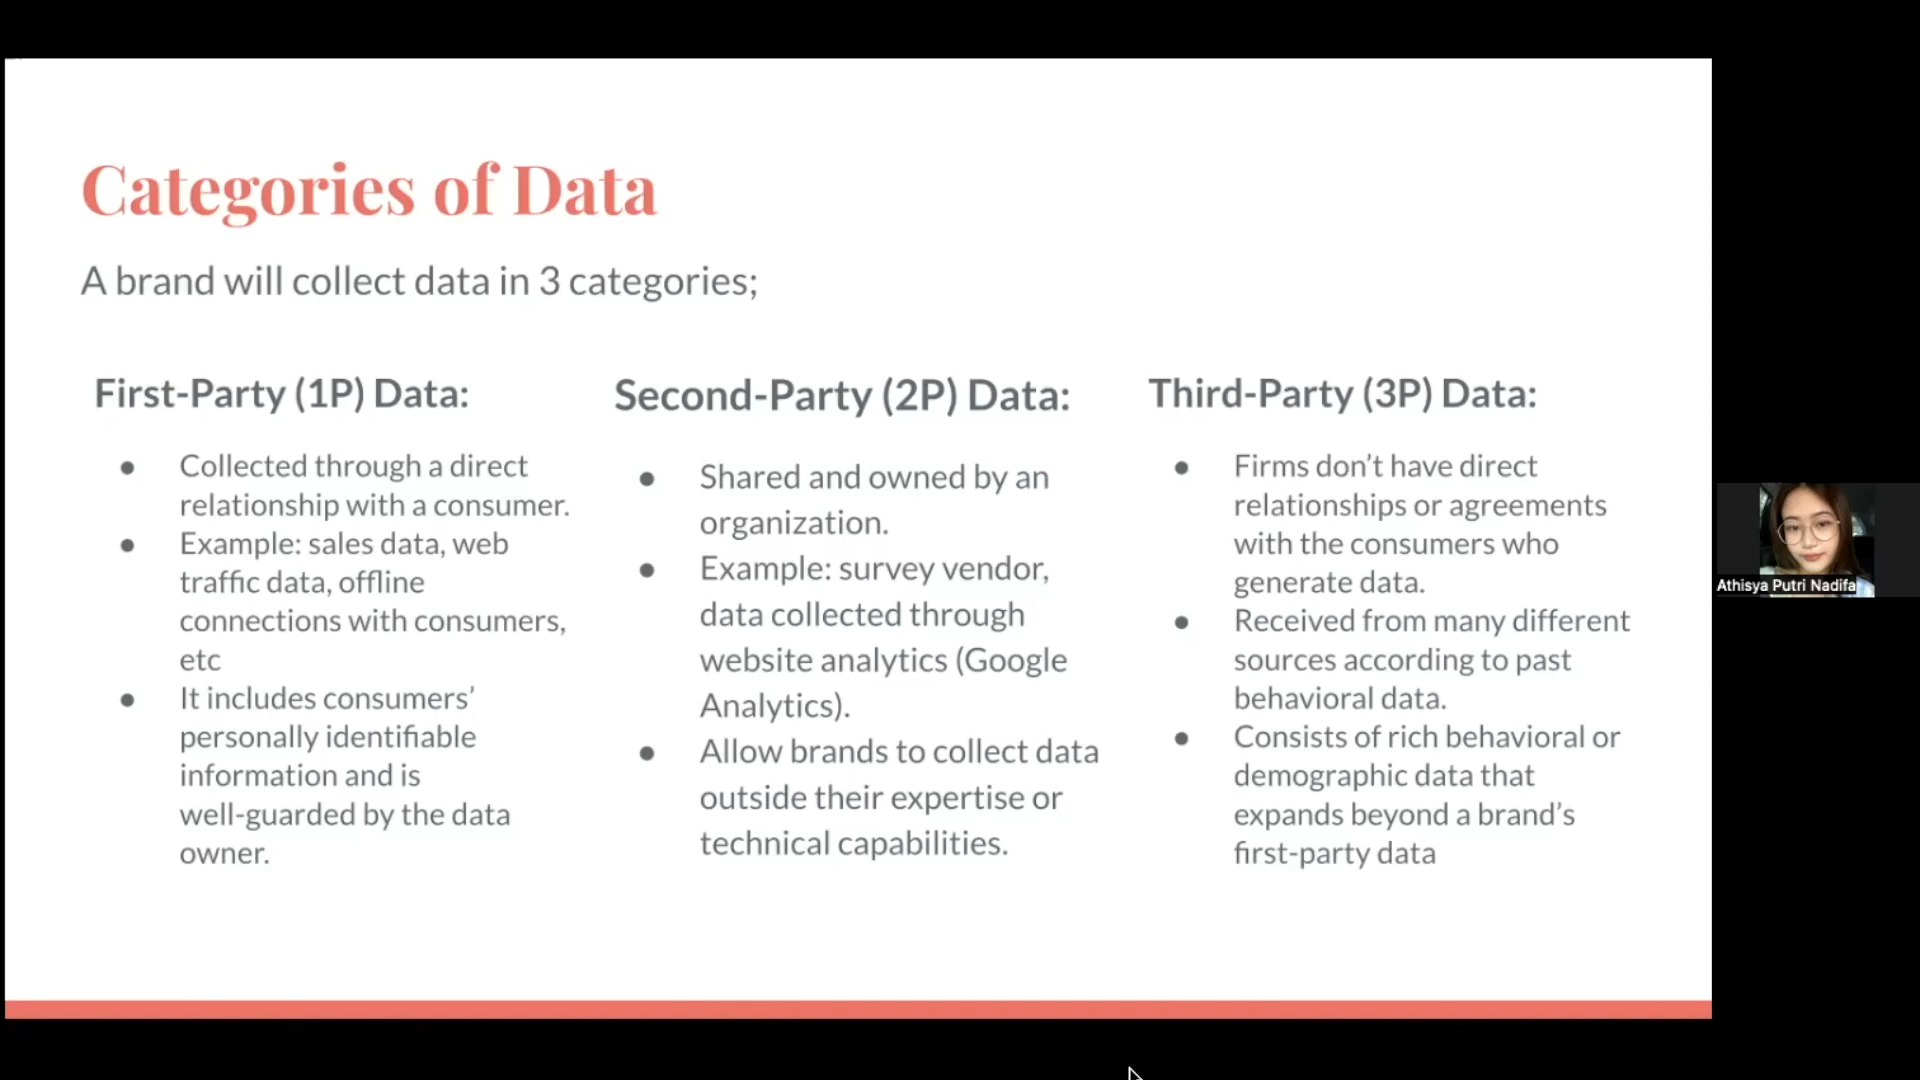 Categories of Data
A brand will collect data in 3 categories;
First-Party (1P) Data:
● Collected through a direct
relationship with a consumer.
● Example: sales data, web
traffic data, offline
connections with consumers,
etc
● It includes consumers’
personally identifiable
information and is
well-guarded by the data
owner.
Second-Party (2P) Data:
● Shared and owned by an
organization.
● Example: survey vendor,
data collected through
website analytics (Google
Analytics).
● Allow brands to collect data
outside their expertise or
technical capabilities.
Third-Party (3P) Data:
● Firms don’t have direct
relationships or agreements
with the consumers who
generate data.
● Received from many different
sources according to past
behavioral data.
● Consists of rich behavioral or
demographic data that
expands beyond a brand’s
first-party data
Athisya Putri Nadifa